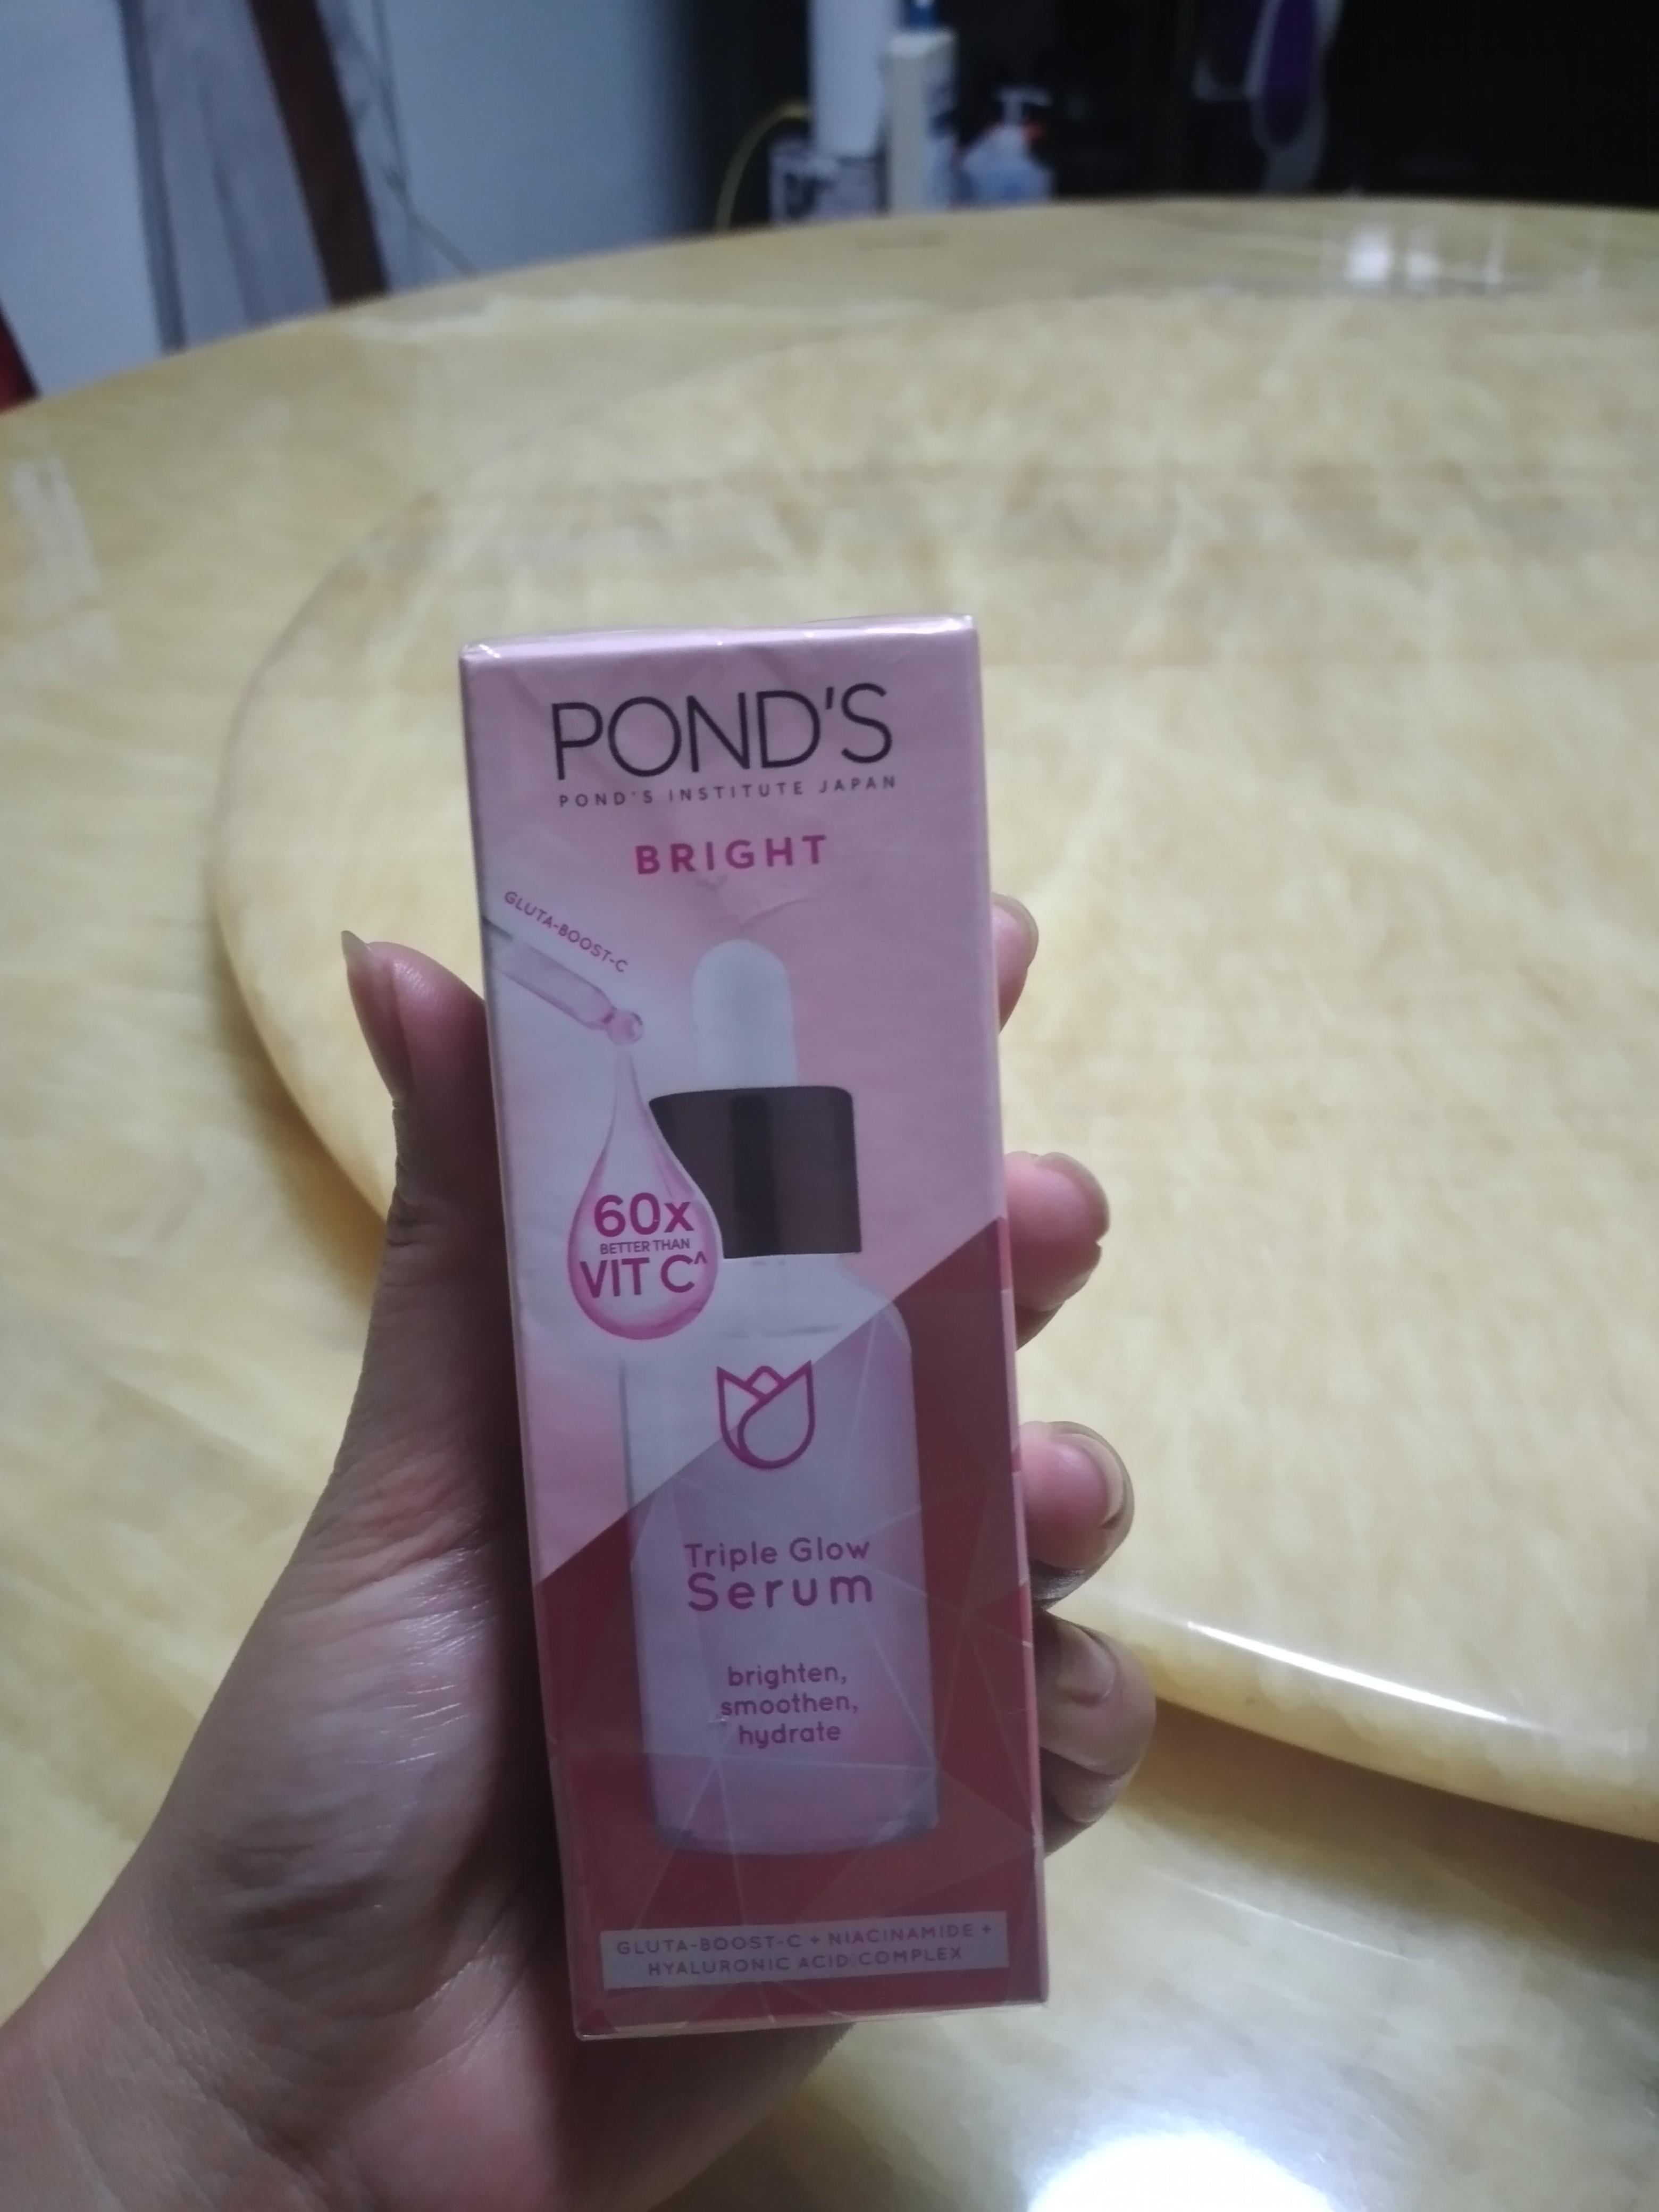 POND'S
POND'S INSTITUTE JAPAN
BRIGHT
GLUTA-BOOST-C
60x
BETTER THAN
VIT C^
Triple Glow
Serum
brighten,
smoothen,
hydrate
GLUTA-BOOST-C + NIACINAMIDE +
HYALURONIC ACID COMPLEX